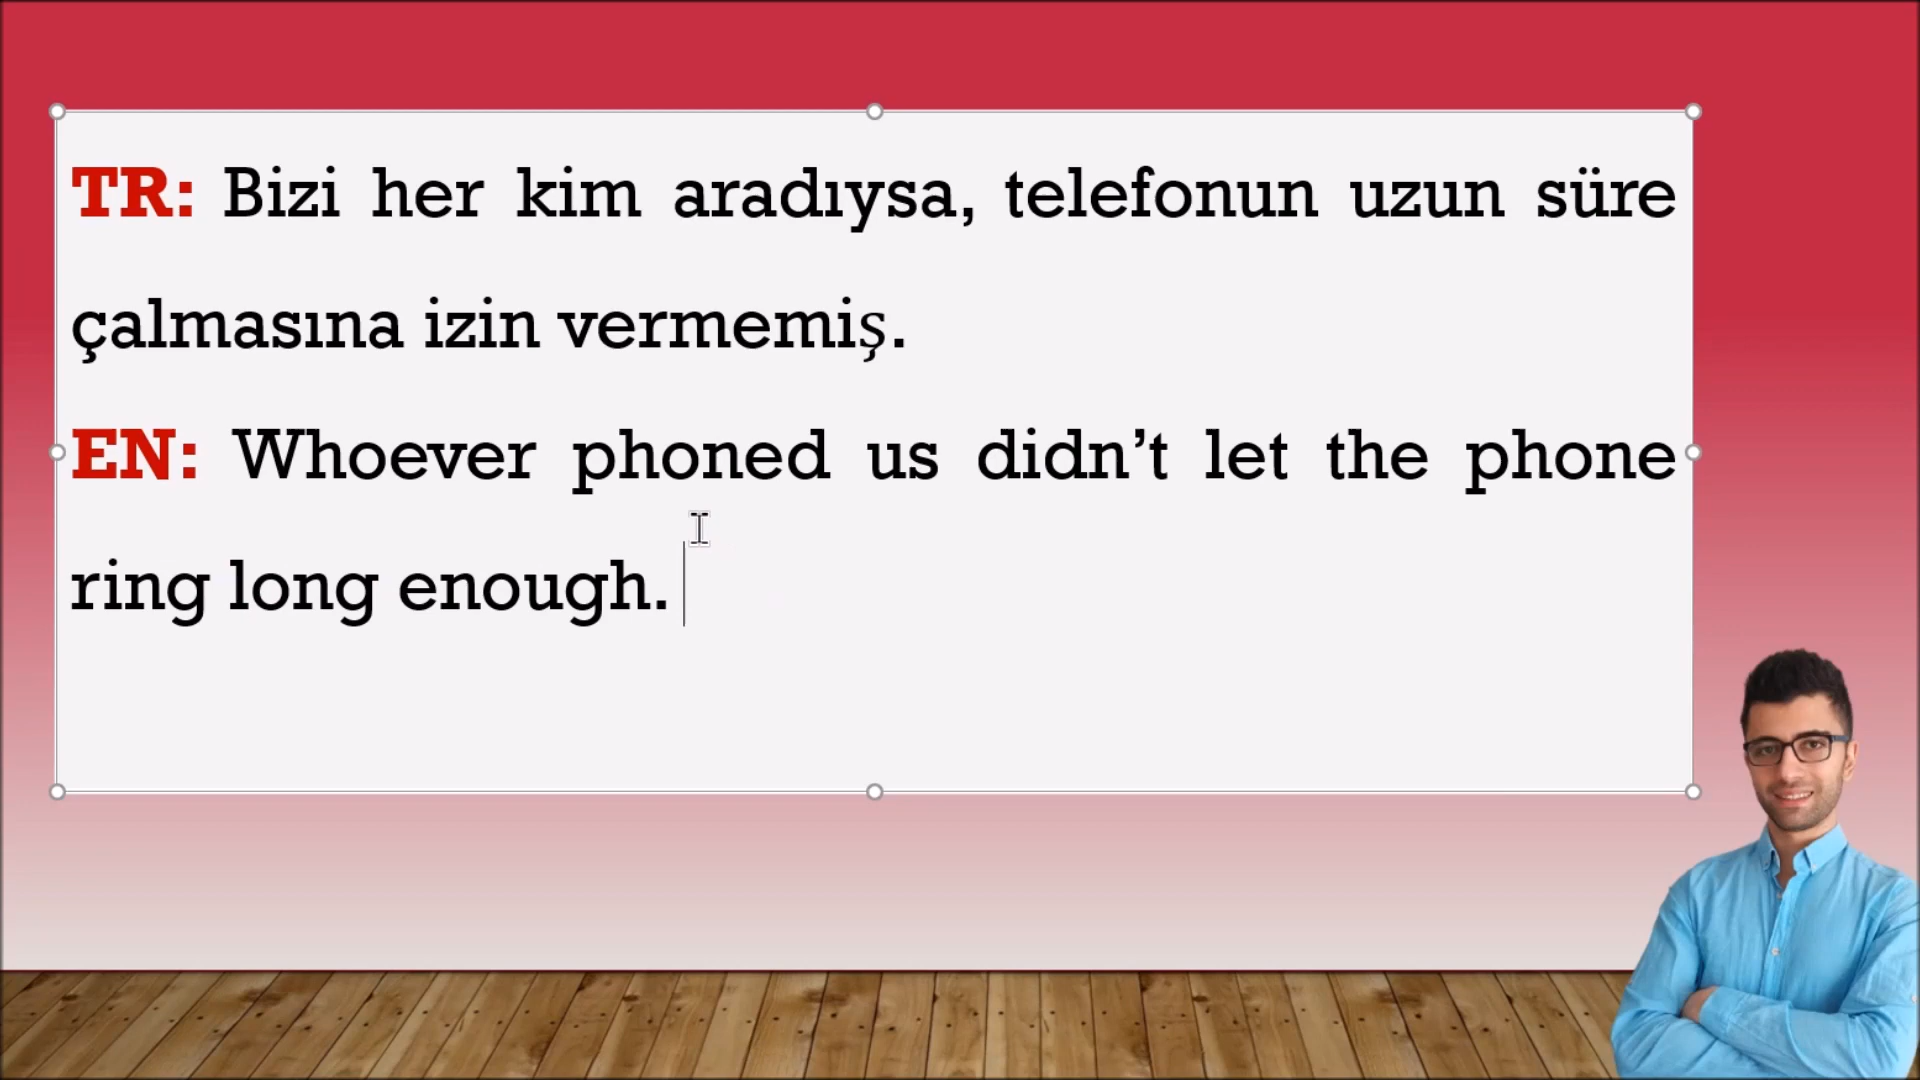 TR: Bizi her kim aradıysa, telefonun uzun süre
çalmasına izin vermemiş.
EN: Whoever phoned us didn’t let the phone
ring long enough.